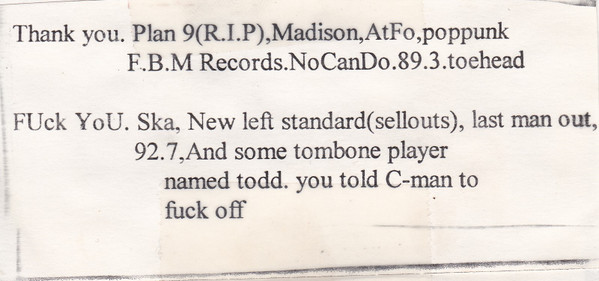 Thank you. Plan 9(R.I.P),Madison,AtFo,poppunk
F.B.M Records.NoCanDo.89.3.toehead
FUck YoU. Ska, New left standard(sellouts), last man out,
92.7,And some tombone player
named todd. you told C-man to
fuck off